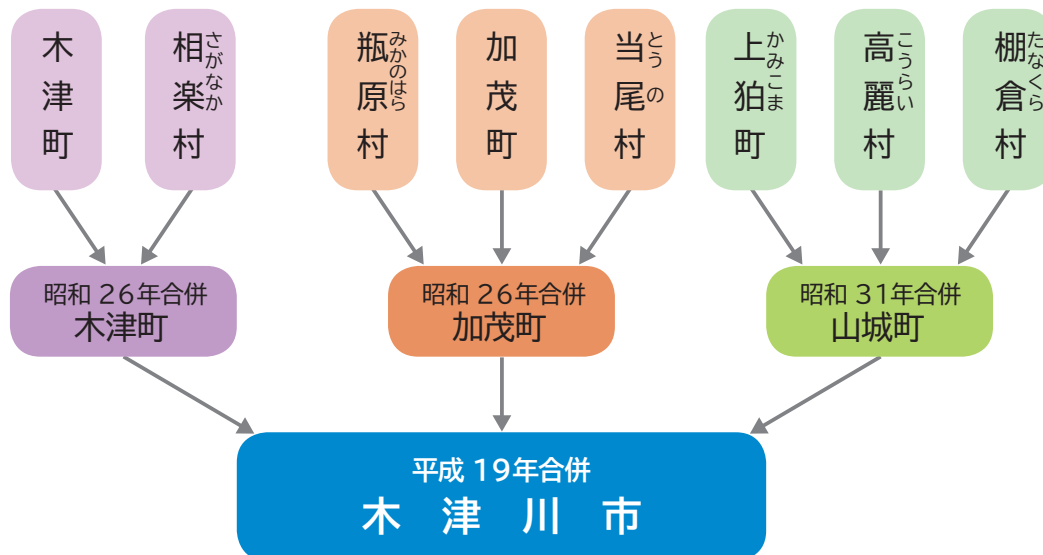 木津町
相楽村
さがなか
瓶原村
みかのはら
加茂町
当尾村
とうの
上狛町
かみこま
高麗村
こうらい
棚倉村
たなくら
昭和 26年合併
木津町
昭和 26年合併
加茂町
昭和 31年合併
山城町
平成 19年合併
木津川市